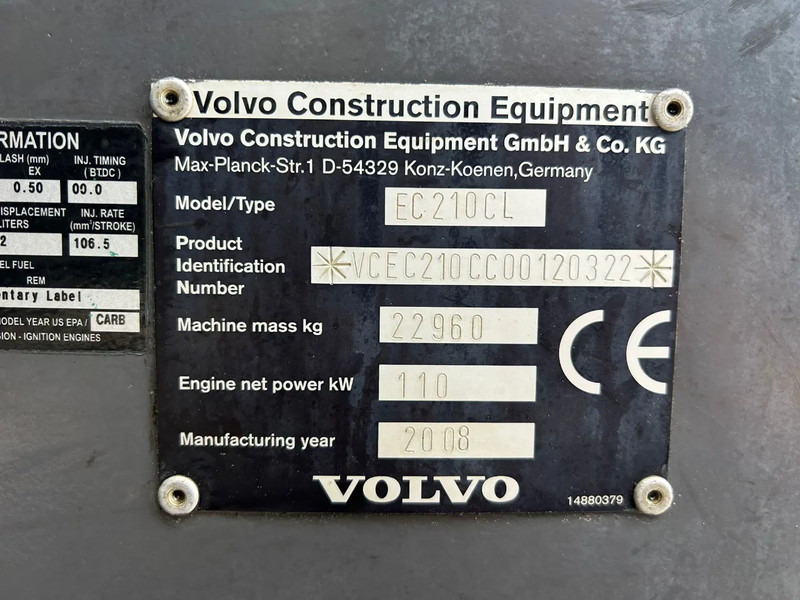 RMATION
LASH (mm) INJ. TIMING
EX (BTDC)
0.50 00.0
ISPLACEMENT INJ. RATE
ITERS (mm³/STROKE)
2 106.5
EL FUEL
REM
entary Label
MODEL YEAR US EPA / CARB
SION - IGNITION ENGINES
Volvo Construction Equipment
Volvo Construction Equipment GmbH & Co. KG
Max-Planck-Str.1 D-54329 Konz-Koenen,Germany
Model/Type EC210CL
Product
Identification *VCEC210CC00120322*
Number
Machine mass kg 22960
Engine net power kW 110
Manufacturing year 2008
CE
VOLVO
14880379